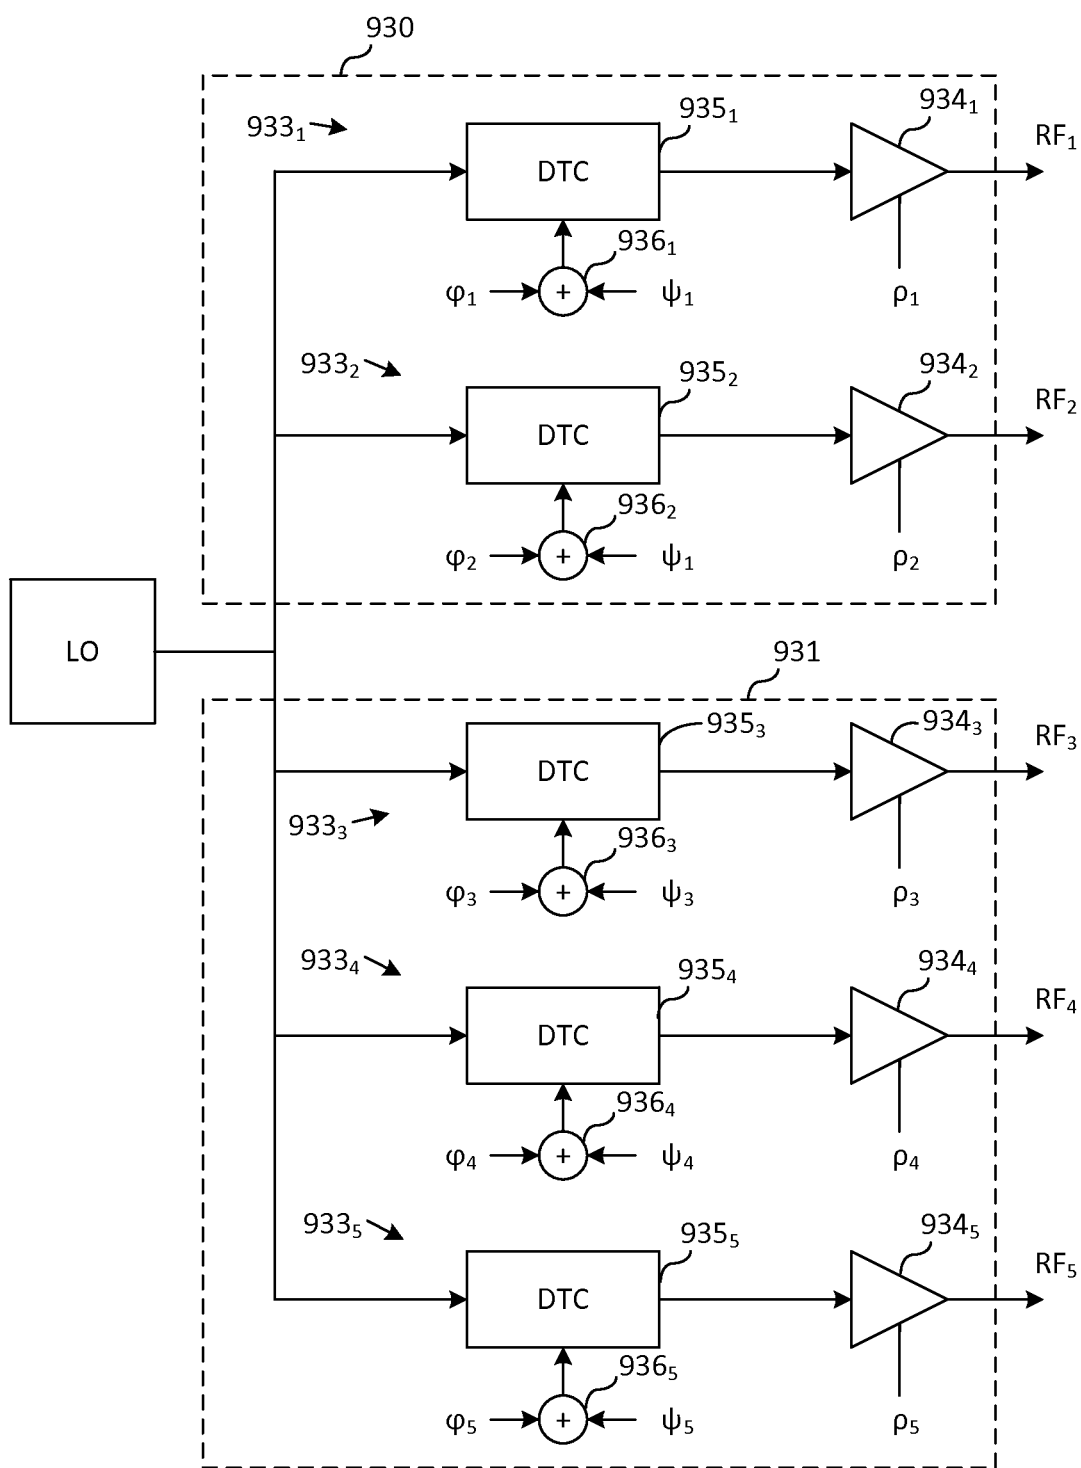 930
933₁
935₁
934₁
RF₁
DTC
936₁
φ₁ + ψ₁
ρ₁
933₂
935₂
934₂
RF₂
DTC
936₂
φ₂ + ψ₁
ρ₂
LO
931
935₃
934₃
RF₃
DTC
933₃
936₃
φ₃ + ψ₃
ρ₃
933₄
935₄
934₄
RF₄
DTC
936₄
φ₄ + ψ₄
ρ₄
933₅
935₅
934₅
RF₅
DTC
936₅
φ₅ + ψ₅
ρ₅